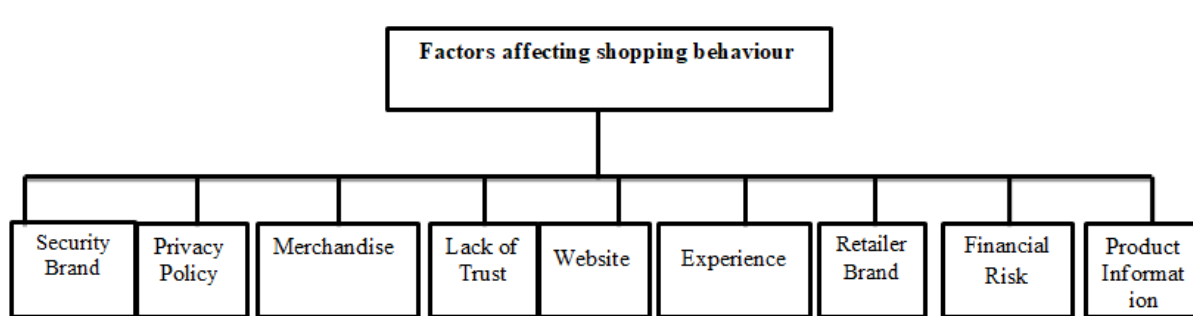 Factors affecting shopping behaviour
Security
Brand
Privacy
Policy
Merchandise
Lack of
Trust
Website
Experience
Retailer
Brand
Financial
Risk
Product
Informat
ion